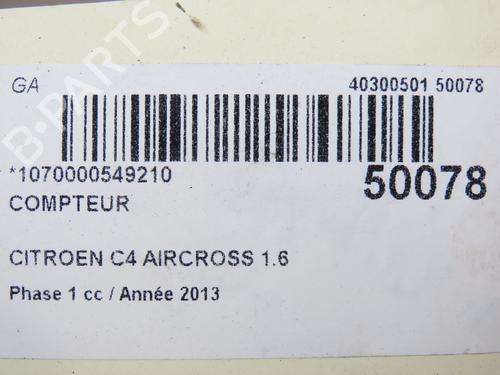 GA
40300501 50078
*1070000549210
50078
COMPTEUR
CITROEN C4 AIRCROSS 1.6
Phase 1 cc / Année 2013
B-PARTS